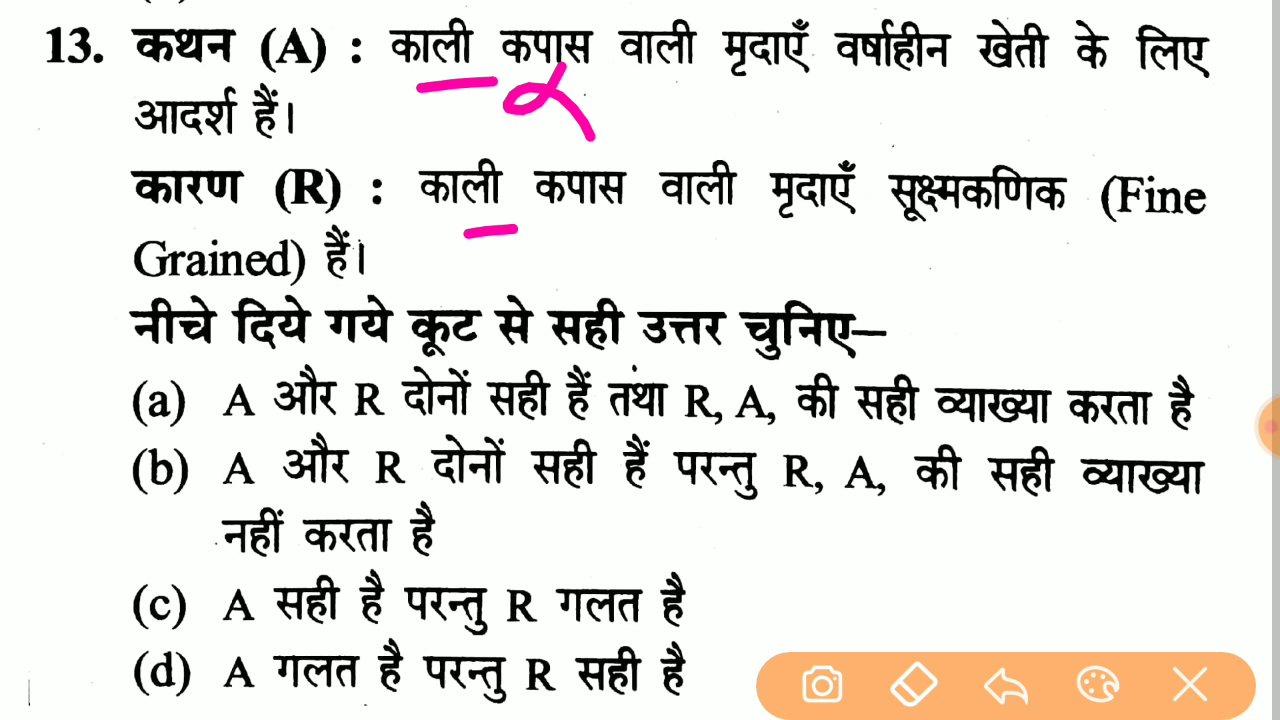 13. कथन (A) : काली कपास वाली मृदाएँ वर्षाहीन खेती के लिए
आदर्श हैं।
कारण (R) : काली कपास वाली मृदाएँ सूक्ष्मकणिक (Fine
Grained) हैं।
नीचे दिये गये कूट से सही उत्तर चुनिए–
(a) A और R दोनों सही हैं तथा R, A, की सही व्याख्या करता है
(b) A और R दोनों सही हैं परन्तु R, A, की सही व्याख्या
नहीं करता है
(c) A सही है परन्तु R गलत है
(d) A गलत है परन्तु R सही है